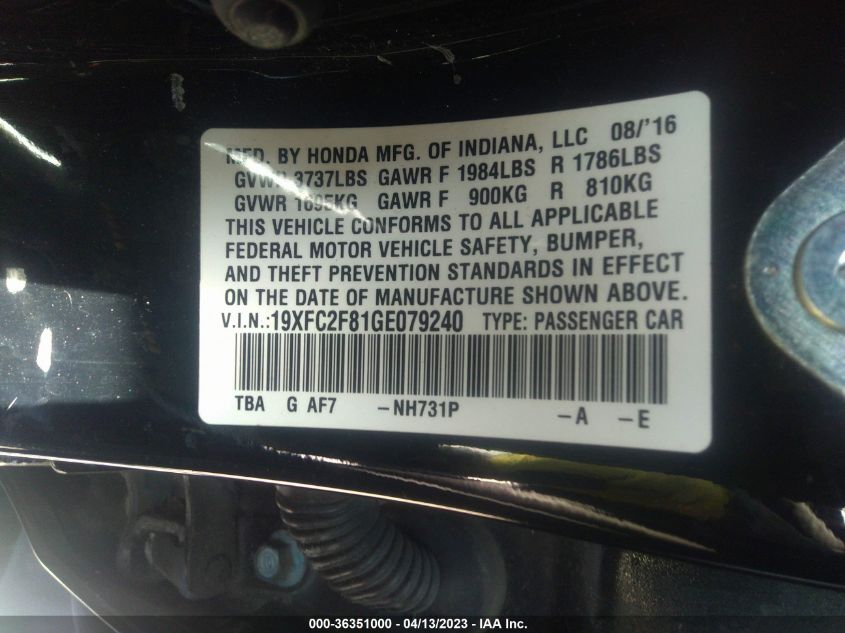 MFD. BY HONDA MFG. OF INDIANA, LLC 08/'16
GVWR 3737LBS GAWR F 1984LBS R 1786LBS
GVWR 1695KG GAWR F 900KG R 810KG
THIS VEHICLE CONFORMS TO ALL APPLICABLE
FEDERAL MOTOR VEHICLE SAFETY, BUMPER,
AND THEFT PREVENTION STANDARDS IN EFFECT
ON THE DATE OF MANUFACTURE SHOWN ABOVE.
V.I.N.:19XFC2F81GE079240 TYPE: PASSENGER CAR
TBA G AF7 –NH731P –A –E
000-36351000 - 04/13/2023 - IAA Inc.